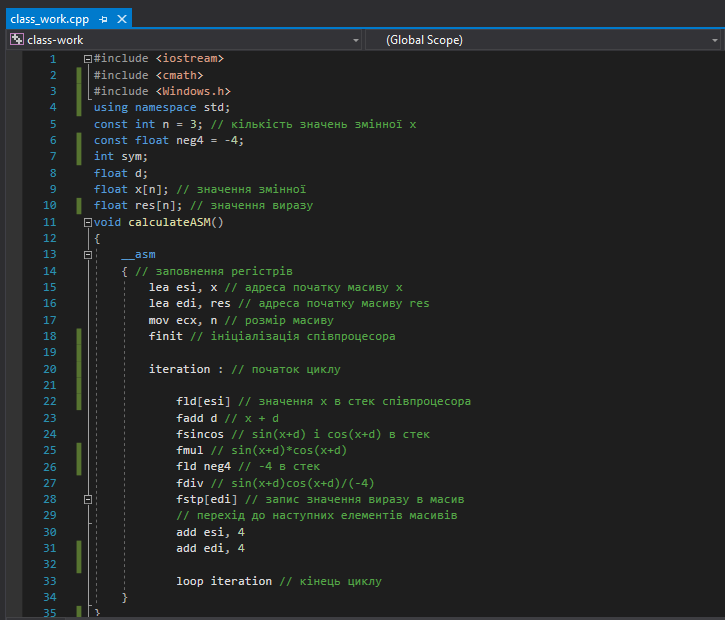 class_work.cpp
class-work (Global Scope)
1 #include <iostream>
2 #include <cmath>
3 #include <Windows.h>
4 using namespace std;
5 const int n = 3; // кількість значень змінної x
6 const float neg4 = -4;
7 int sym;
8 float d;
9 float x[n]; // значення змінної
10 float res[n]; // значення виразу
11 void calculateASM()
12 {
13 __asm
14 { // заповнення регістрів
15 lea esi, x // адреса початку масиву x
16 lea edi, res // адреса початку масиву res
17 mov ecx, n // розмір масиву
18 finit // ініціалізація співпроцесора
19
20 iteration : // початок циклу
21
22 fld[esi] // значення x в стек співпроцесора
23 fadd d // x + d
24 fsincos // sin(x+d) і cos(x+d) в стек
25 fmul // sin(x+d)*cos(x+d)
26 fld neg4 // -4 в стек
27 fdiv // sin(x+d)cos(x+d)/(-4)
28 fstp[edi] // запис значення виразу в масив
29 // перехід до наступних елементів масивів
30 add esi, 4
31 add edi, 4
32
33 loop iteration // кінець циклу
34 }
35 }